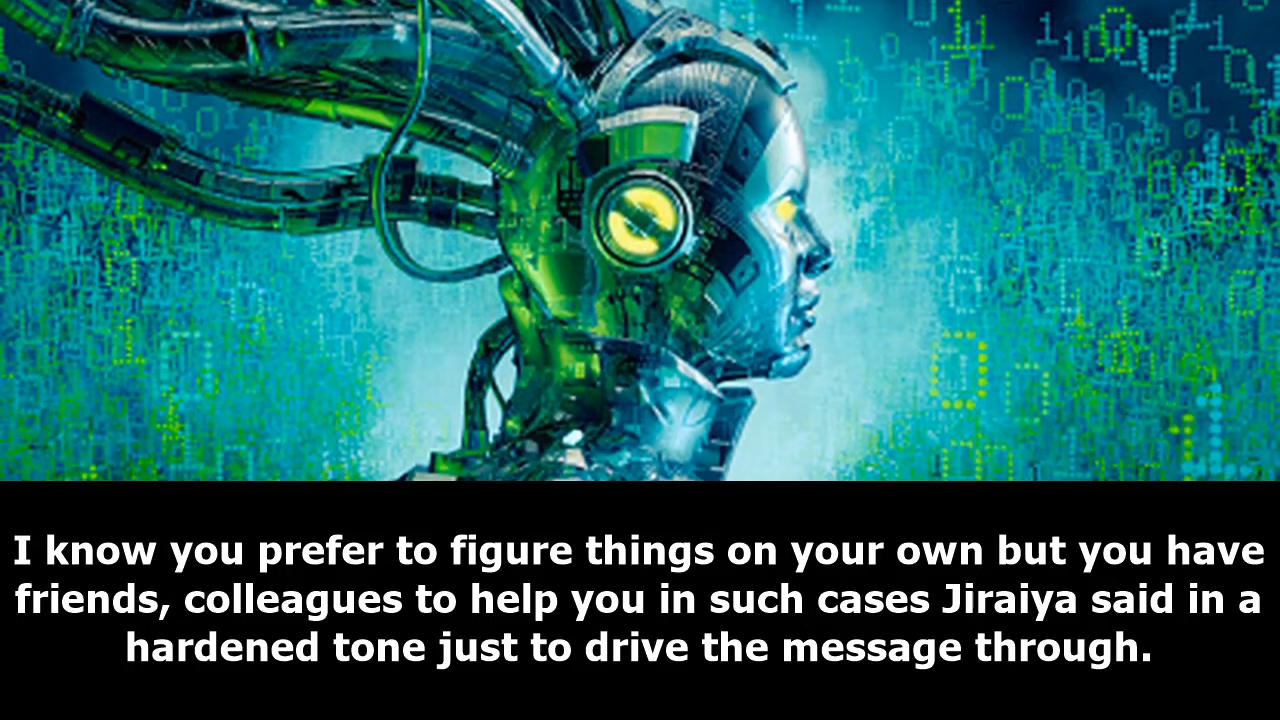 I know you prefer to figure things on your own but you have
friends, colleagues to help you in such cases Jiraiya said in a
hardened tone just to drive the message through.